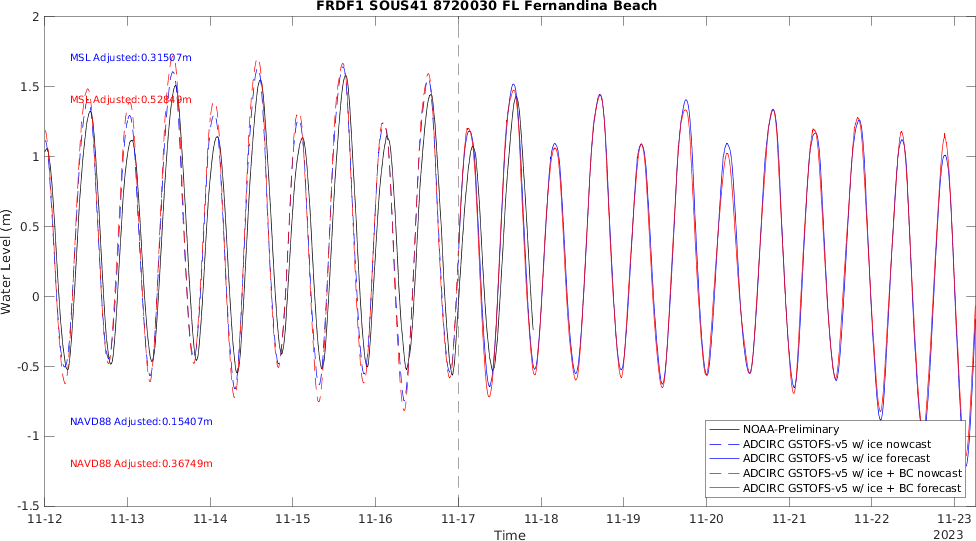 FRDF1 SOUS41 8720030 FL Fernandina Beach
2
1.5
1
0.5
0
-0.5
-1
-1.5
Water Level (m)
MSL Adjusted:0.31507m
MSL Adjusted:0.52849m
NAVD88 Adjusted:0.15407m
NAVD88 Adjusted:0.36749m
NOAA-Preliminary
ADCIRC GSTOFS-v5 w/ ice nowcast
ADCIRC GSTOFS-v5 w/ ice forecast
ADCIRC GSTOFS-v5 w/ ice + BC nowcast
ADCIRC GSTOFS-v5 w/ ice + BC forecast
11-12 11-13 11-14 11-15 11-16 11-17 11-18 11-19 11-20 11-21 11-22 11-23
Time
2023